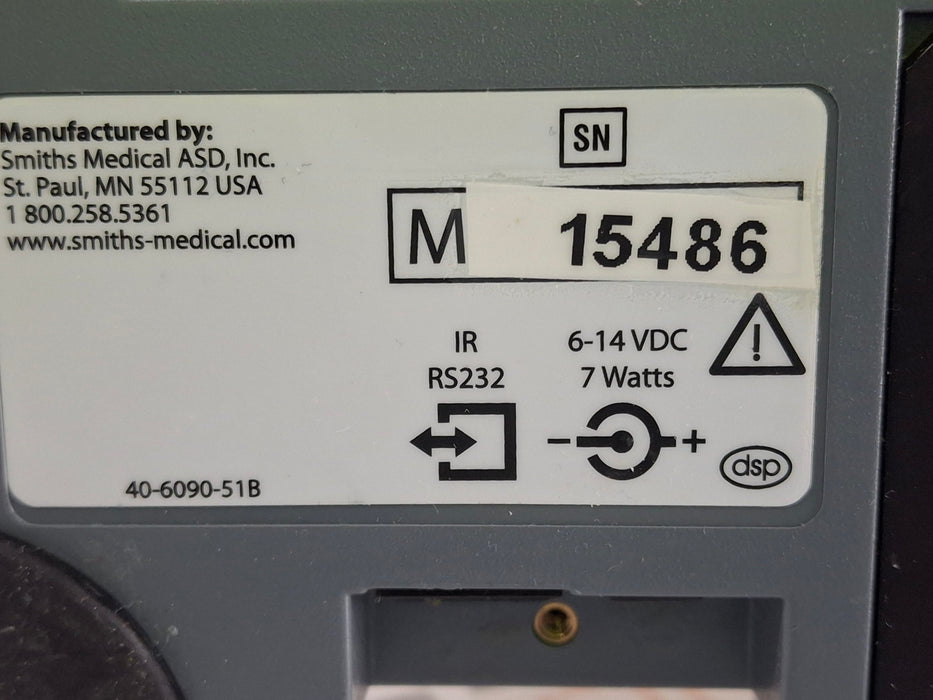 Manufactured by:
Smiths Medical ASD, Inc.
St. Paul, MN 55112 USA
1 800.258.5361
www.smiths-medical.com
SN
M 15486
IR
RS232
6-14 VDC
7 Watts
- +
dsp
40-6090-51B